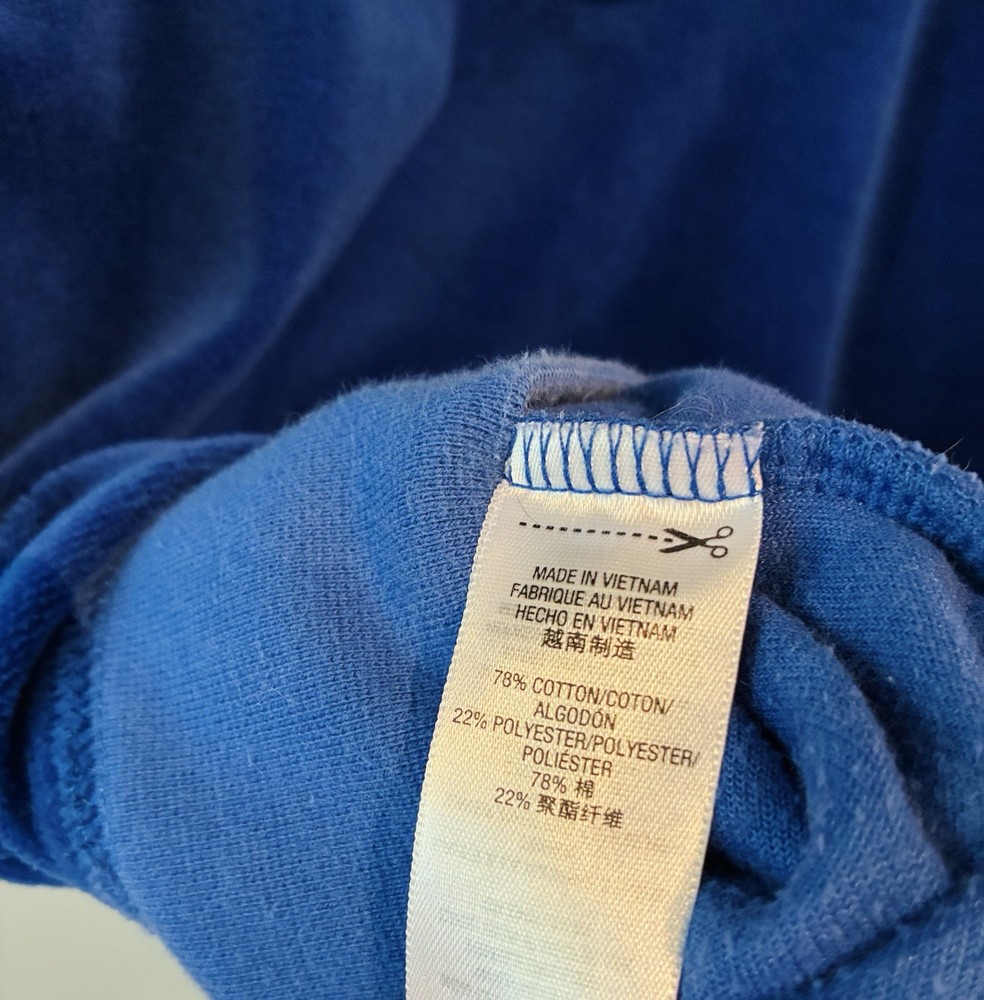 MADE IN VIETNAM
FABRIQUE AU VIETNAM
HECHO EN VIETNAM
越南制造
78% COTTON/COTON/
ALGODÓN
22% POLYESTER/POLYESTER/
POLIÉSTER
78% 棉
22% 聚酯纤维